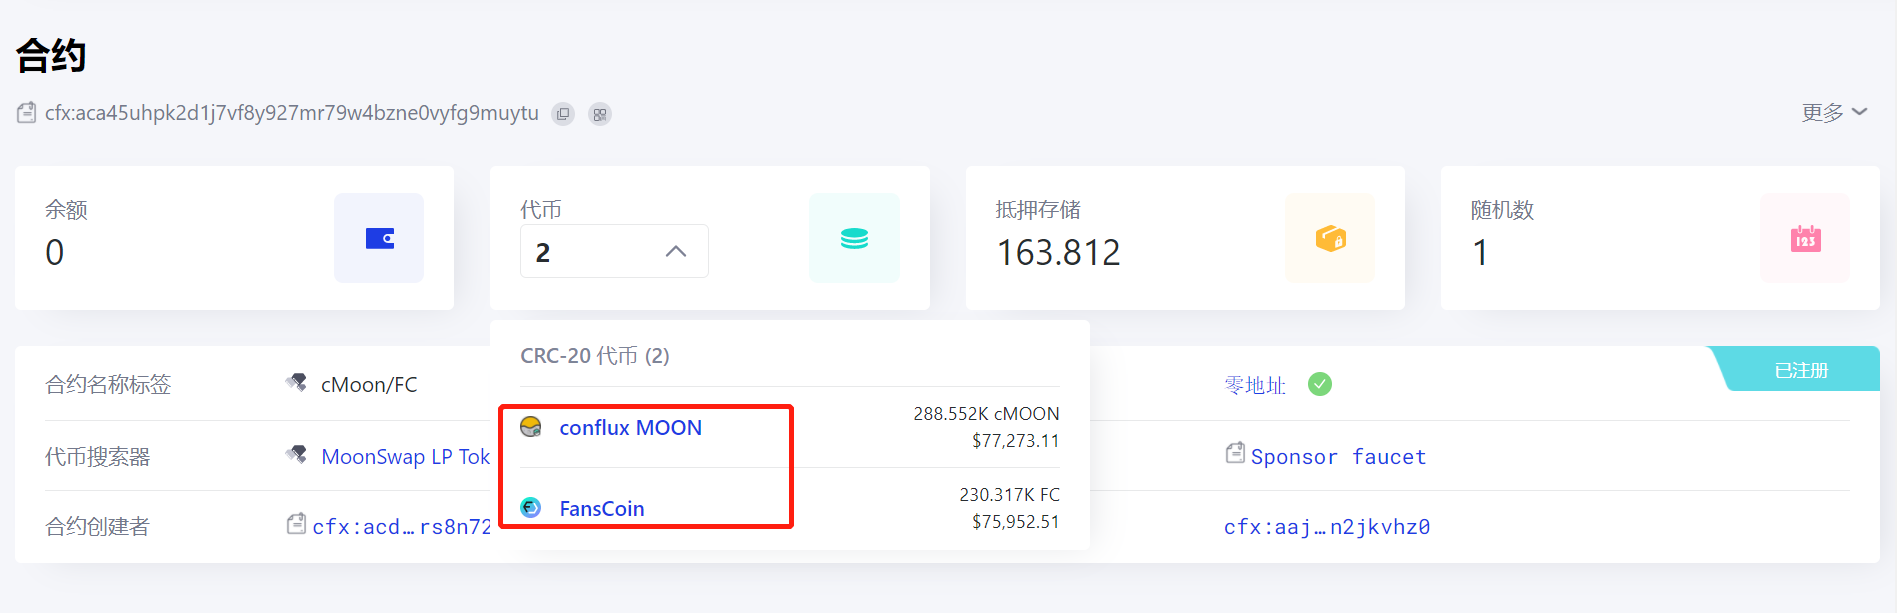 合约
cfx:aca45uhpk2d1j7vf8y927mr79w4bzne0vyfg9muytu
更多
余额
0
代币
2
抵押存储
163.812
随机数
1
123
CRC-20 代币 (2)
conflux MOON
288.552K cMOON
$77,273.11
FansCoin
230.317K FC
$75,952.51
已注册
合约名称标签
cMoon/FC
零地址
代币搜索器
MoonSwap LP Tok
Sponsor faucet
合约创建者
cfx:acd…rs8n72
cfx:aaj…n2jkvhz0